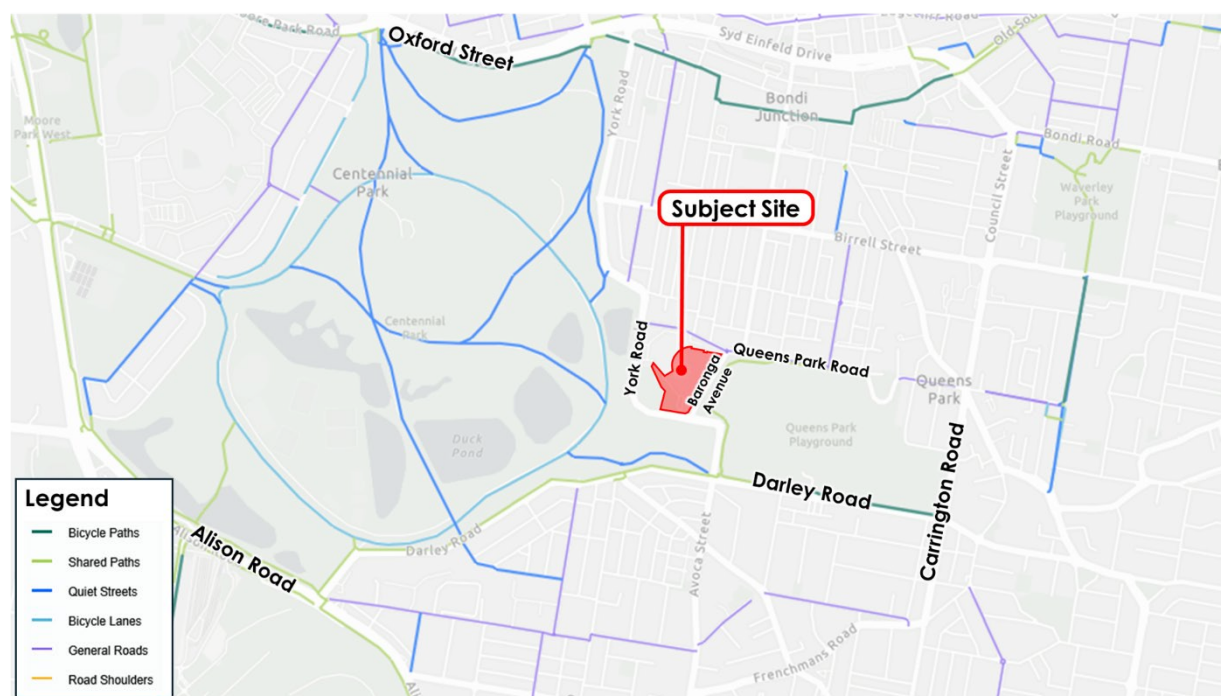 Oxford Street
Syd Einfeld Drive
York Road
Bondi
Junction
Moore
Park West
Bondi Road
Centennial
Park
Council Street
Waverley
Park
Playground
Subject Site
Birrell Street
Centennial
Park
York Road
Queens Park Road
Baronga
Avenue
Queens
Park
Duck
Pond
Queens Park
Playground
Darley Road
Carrington Road
Legend
Bicycle Paths
Shared Paths
Quiet Streets
Bicycle Lanes
General Roads
Road Shoulders
Alison Road
Darley Road
Avoca Street
Frenchmans Road